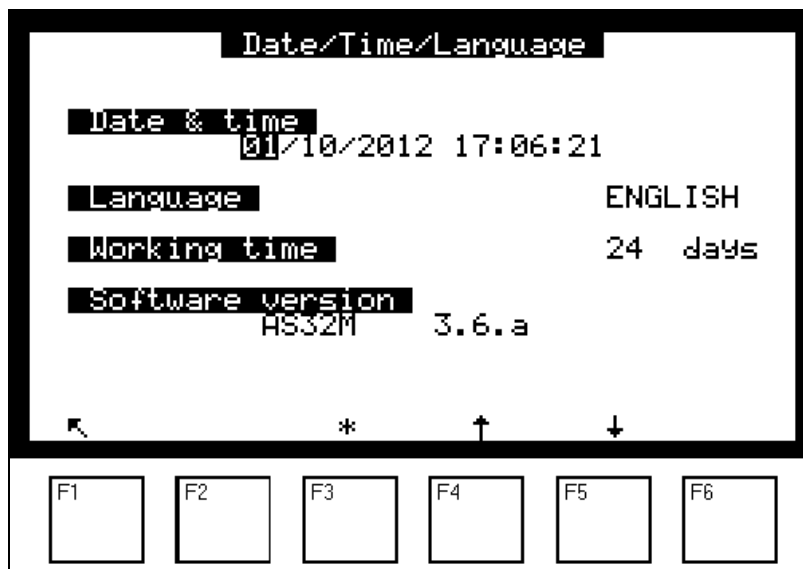 Date/Time/Language
Date & time
01/10/2012 17:06:21
Language ENGLISH
Working time 24 days
Software version
AS32M 3.6.a
↖ * ↑ ↓
F1 F2 F3 F4 F5 F6